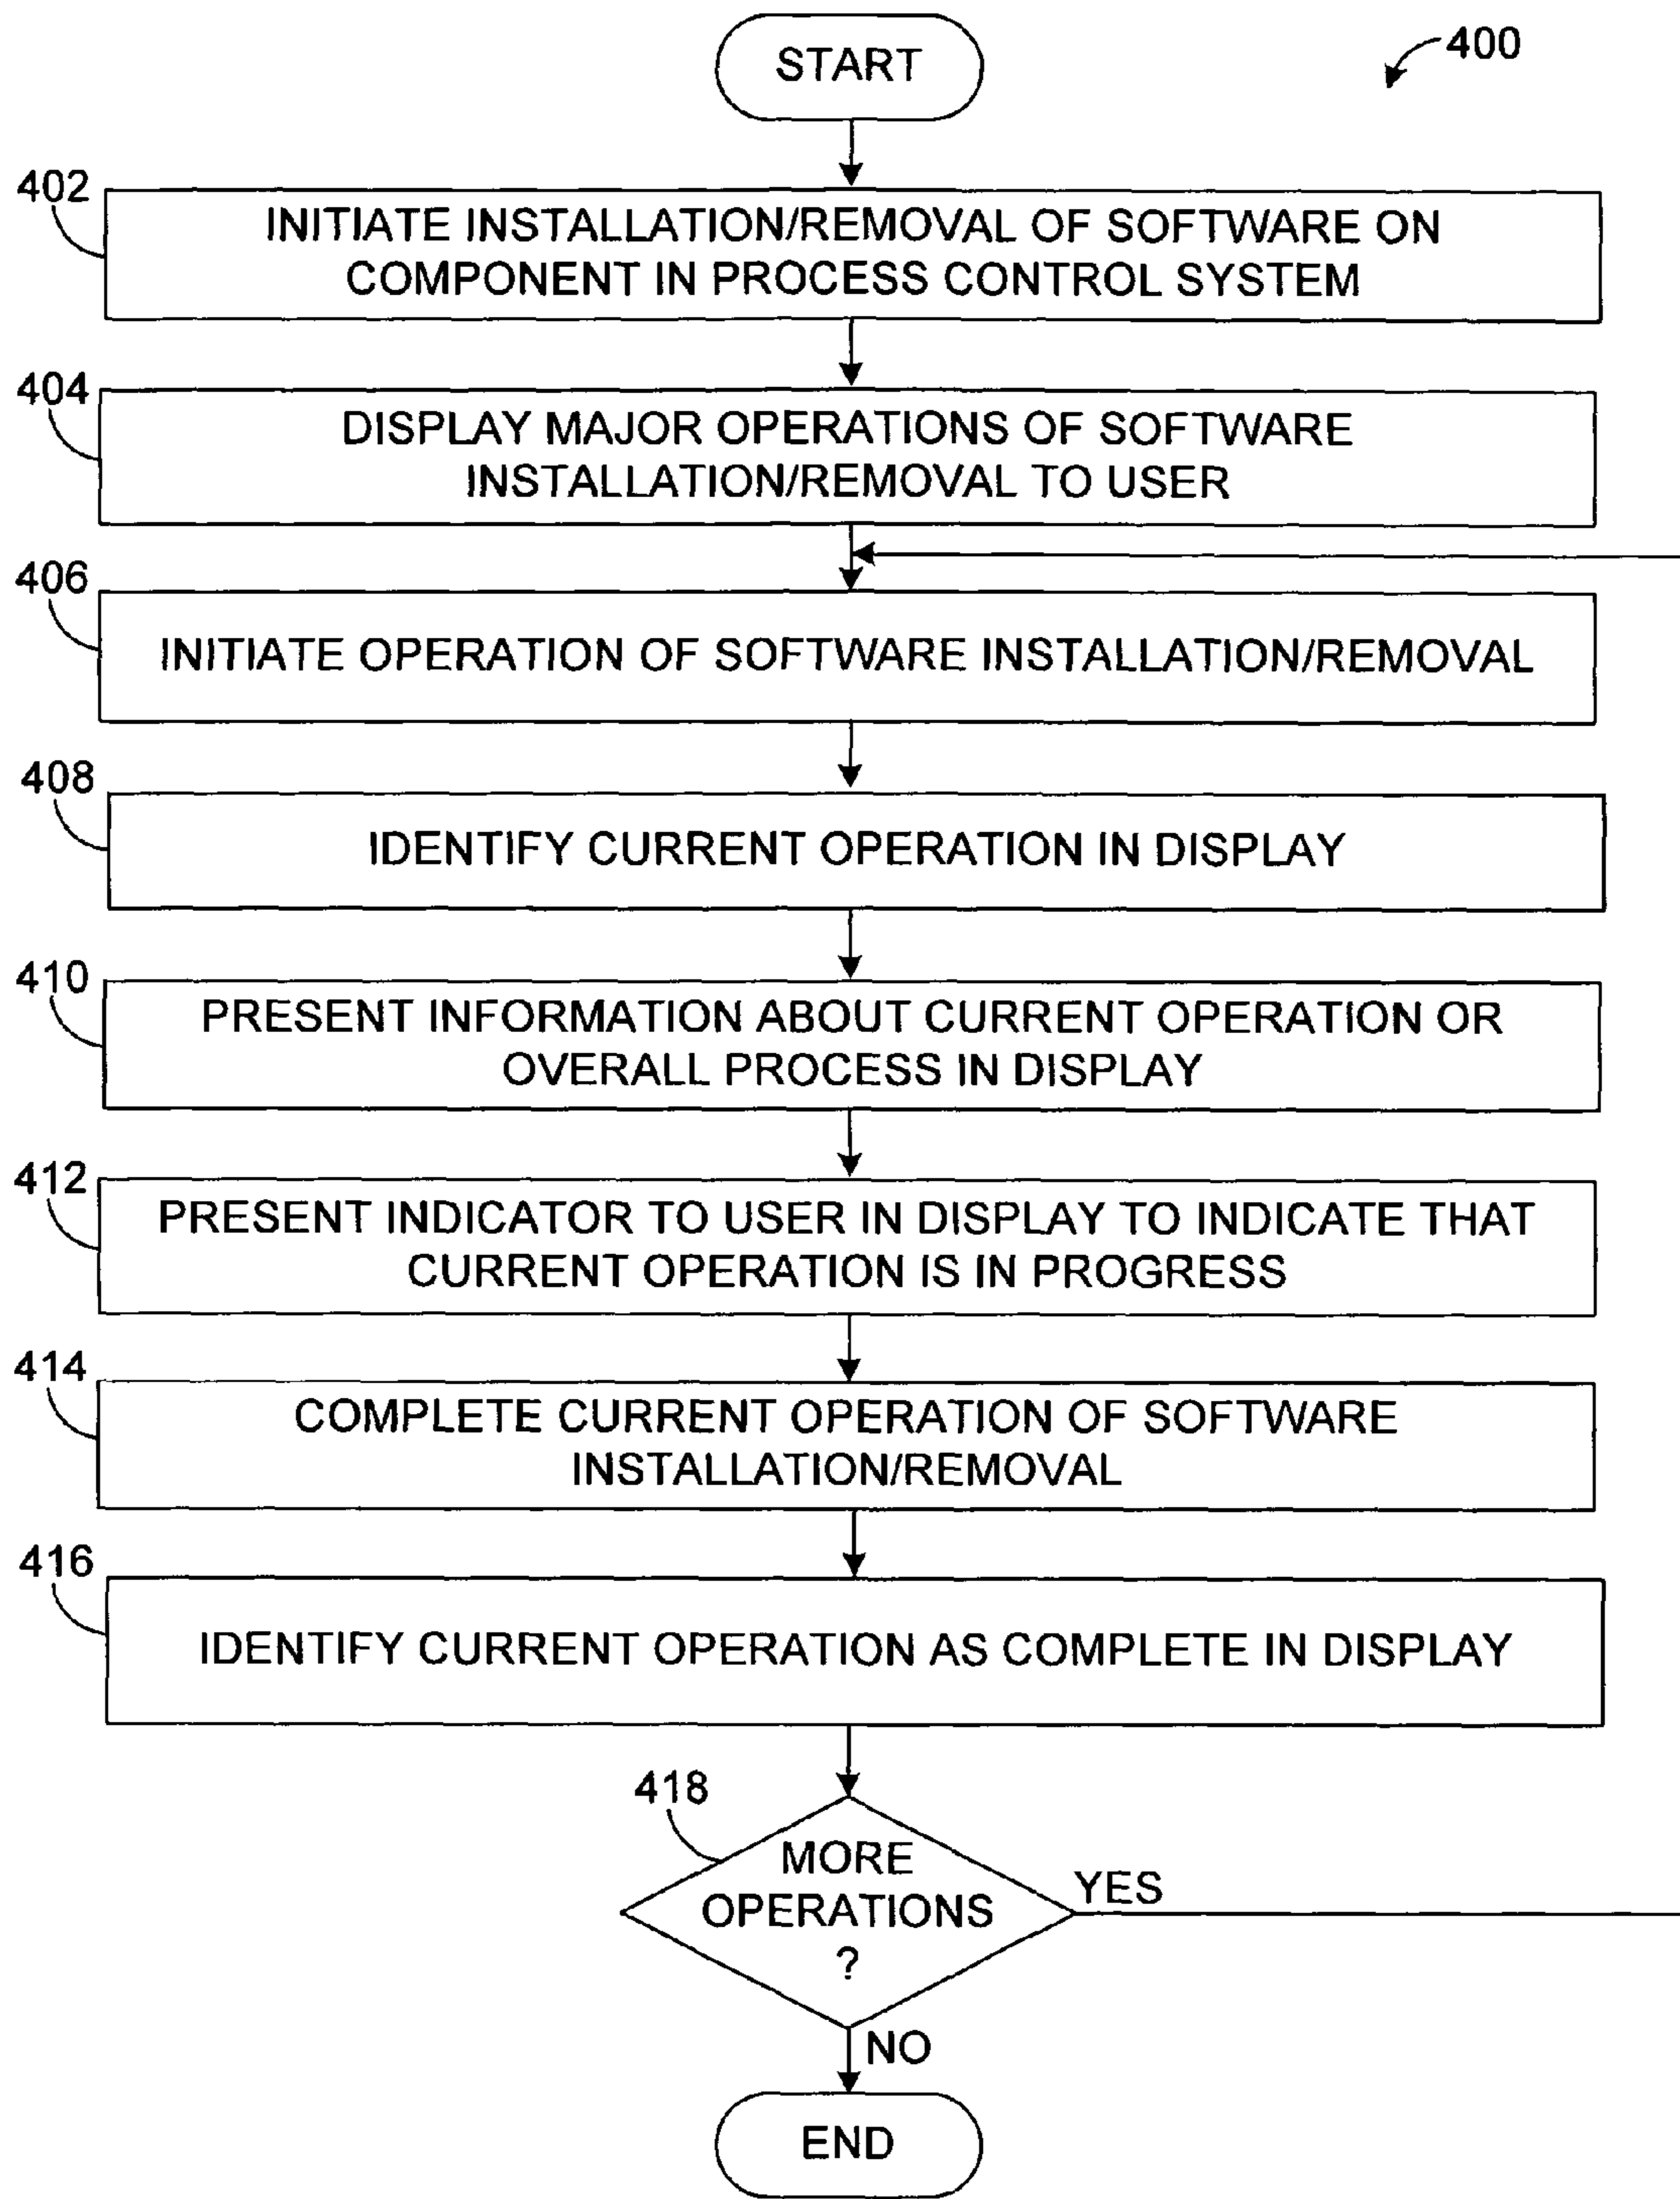 START
400
402
INITIATE INSTALLATION/REMOVAL OF SOFTWARE ON
COMPONENT IN PROCESS CONTROL SYSTEM
404
DISPLAY MAJOR OPERATIONS OF SOFTWARE
INSTALLATION/REMOVAL TO USER
406
INITIATE OPERATION OF SOFTWARE INSTALLATION/REMOVAL
408
IDENTIFY CURRENT OPERATION IN DISPLAY
410
PRESENT INFORMATION ABOUT CURRENT OPERATION OR
OVERALL PROCESS IN DISPLAY
412
PRESENT INDICATOR TO USER IN DISPLAY TO INDICATE THAT
CURRENT OPERATION IS IN PROGRESS
414
COMPLETE CURRENT OPERATION OF SOFTWARE
INSTALLATION/REMOVAL
416
IDENTIFY CURRENT OPERATION AS COMPLETE IN DISPLAY
418
MORE
OPERATIONS
?
YES
NO
END